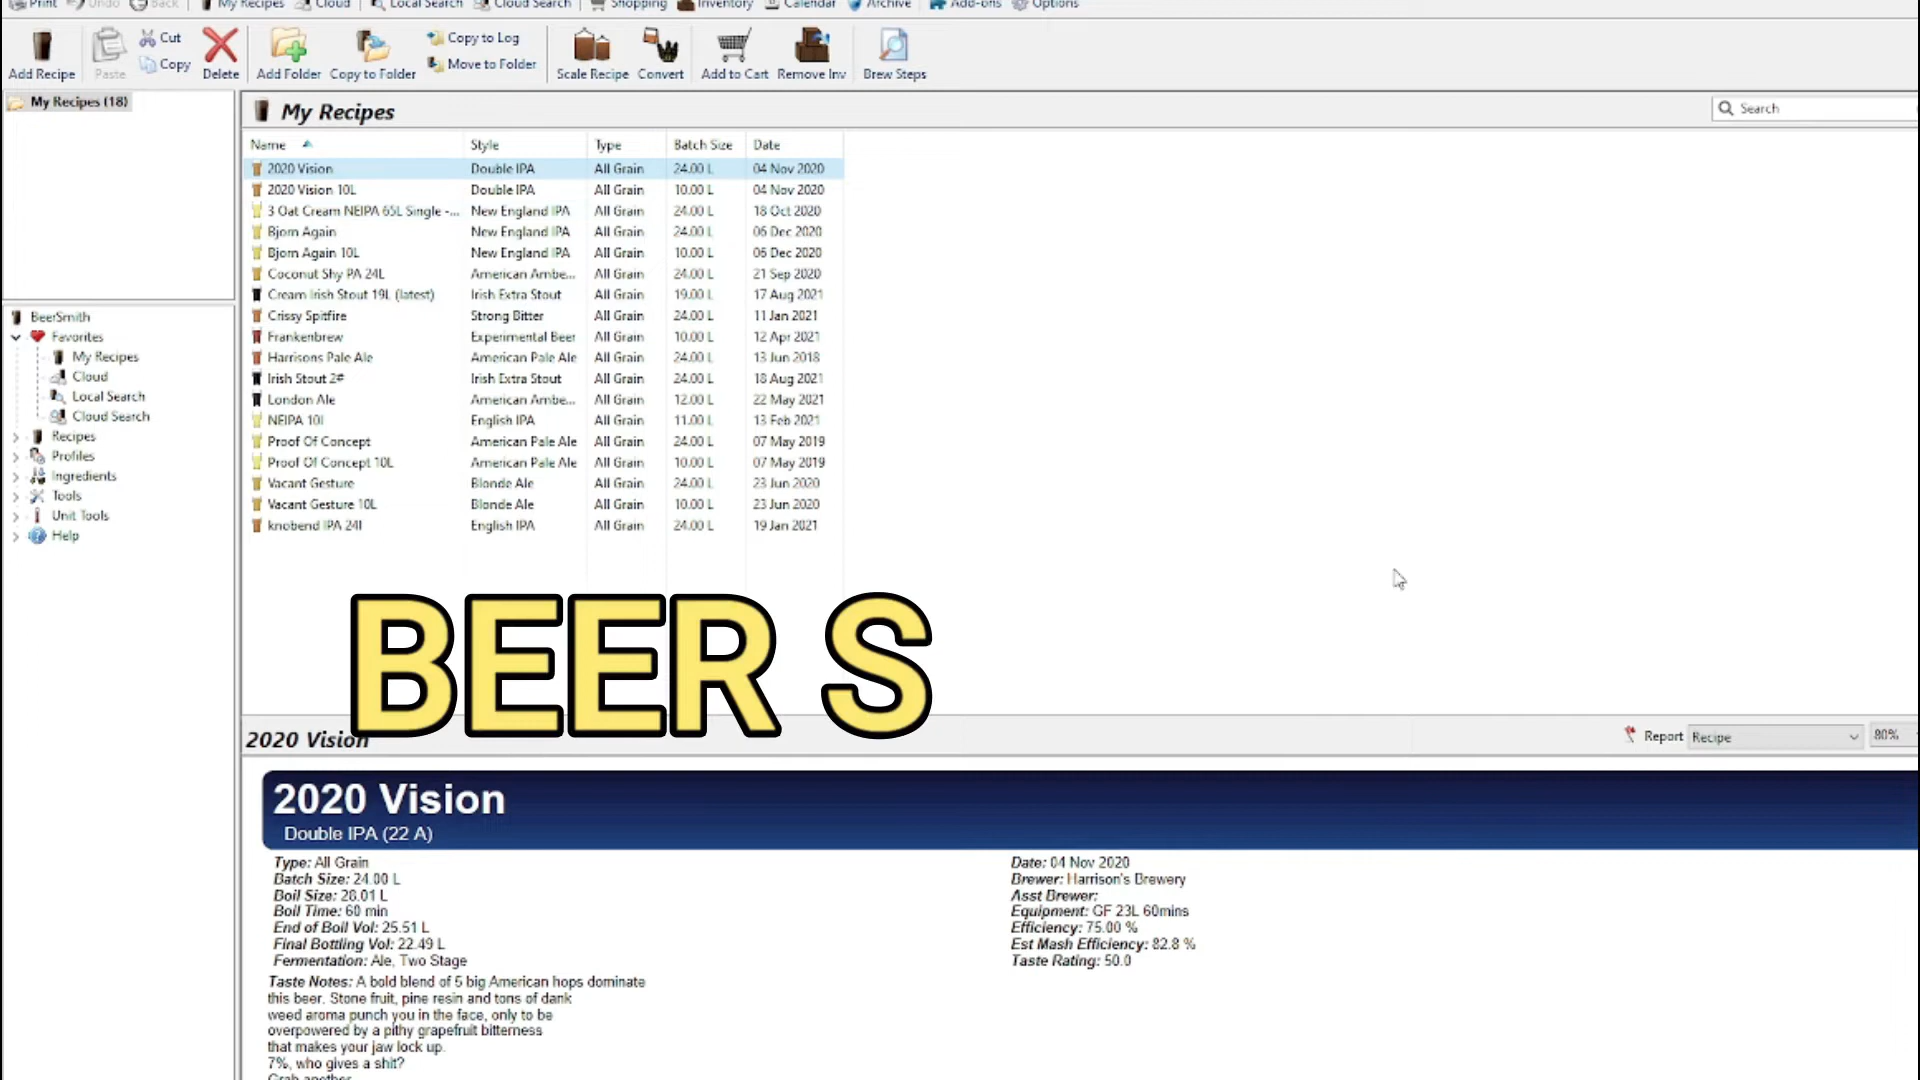 Print Undo Back My Recipes Cloud Local Search Cloud Search Shopping Inventory Calendar Archive Add-ons Options
Add Recipe Paste Cut Copy Delete Add Folder Copy to Folder Copy to Log Move to Folder Scale Recipe Convert Add to Cart Remove Inv Brew Steps
My Recipes (18)
My Recipes
Search
Name Style Type Batch Size Date
2020 Vision Double IPA All Grain 24.00 L 04 Nov 2020
2020 Vision 10L Double IPA All Grain 10.00 L 04 Nov 2020
3 Oat Cream NEIPA 65L Single -... New England IPA All Grain 24.00 L 18 Oct 2020
Bjorn Again New England IPA All Grain 24.00 L 06 Dec 2020
Bjorn Again 10L New England IPA All Grain 10.00 L 06 Dec 2020
Coconut Shy PA 24L American Ambe... All Grain 24.00 L 21 Sep 2020
Cream Irish Stout 19L (latest) Irish Extra Stout All Grain 19.00 L 17 Aug 2021
Crissy Spitfire Strong Bitter All Grain 24.00 L 11 Jan 2021
Frankenbrew Experimental Beer All Grain 10.00 L 12 Apr 2021
Harrisons Pale Ale American Pale Ale All Grain 24.00 L 13 Jun 2018
Irish Stout 2# Irish Extra Stout All Grain 24.00 L 18 Aug 2021
London Ale American Ambe... All Grain 12.00 L 22 May 2021
NEIPA 10l English IPA All Grain 11.00 L 13 Feb 2021
Proof Of Concept American Pale Ale All Grain 24.00 L 07 May 2019
Proof Of Concept 10L American Pale Ale All Grain 10.00 L 07 May 2019
Vacant Gesture Blonde Ale All Grain 24.00 L 23 Jun 2020
Vacant Gesture 10L Blonde Ale All Grain 10.00 L 23 Jun 2020
knobend IPA 24l English IPA All Grain 24.00 L 19 Jan 2021
BeerSmith
Favorites
My Recipes
Cloud
Local Search
Cloud Search
Recipes
Profiles
Ingredients
Tools
Unit Tools
Help
BEER S
2020 Vision
Report Recipe 80%
2020 Vision
Double IPA (22 A)
Type: All Grain
Batch Size: 24.00 L
Boil Size: 28.01 L
Boil Time: 60 min
End of Boil Vol: 25.51 L
Final Bottling Vol: 22.49 L
Fermentation: Ale, Two Stage
Date: 04 Nov 2020
Brewer: Harrison's Brewery
Asst Brewer:
Equipment: GF 23L 60mins
Efficiency: 75.00 %
Est Mash Efficiency: 82.8 %
Taste Rating: 50.0
Taste Notes: A bold blend of 5 big American hops dominate
this beer. Stone fruit, pine resin and tons of dank
weed aroma punch you in the face, only to be
overpowered by a pithy grapefruit bitterness
that makes your jaw lock up.
7%, who gives a shit?
Grab another